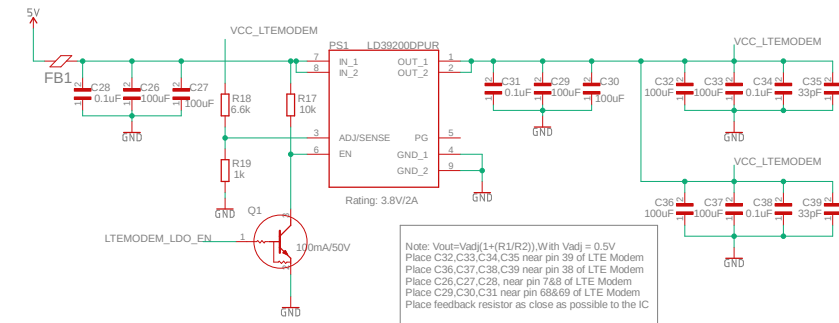 5V
FB1
C28
0.1uF
C26
100uF
C27
100uF
VCC_LTEMODEM
R18
6.6k
R17
10k
R19
1k
GND
GND
PS1
LD39200DPUR
7 IN_1 OUT_1 1
8 IN_2 OUT_2 2
3 ADJ/SENSE PG 5
6 EN GND_1 4
GND_2 9
Rating: 3.8V/2A
GND
LTEMODEM_LDO_EN
1
Q1
3
2
100mA/50V
GND
C31
0.1uF
C29
100uF
C30
100uF
GND
VCC_LTEMODEM
C32
100uF
C33
100uF
C34
0.1uF
C35
33pF
GND
VCC_LTEMODEM
C36
100uF
C37
100uF
C38
0.1uF
C39
33pF
GND
Note: Vout=Vadj(1+(R1/R2)),With Vadj = 0.5V
Place C32,C33,C34,C35 near pin 39 of LTE Modem
Place C36,C37,C38,C39 near pin 38 of LTE Modem
Place C26,C27,C28, near pin 7&8 of LTE Modem
Place C29,C30,C31 near pin 68&69 of LTE Modem
Place feedback resistor as close as possible to the IC